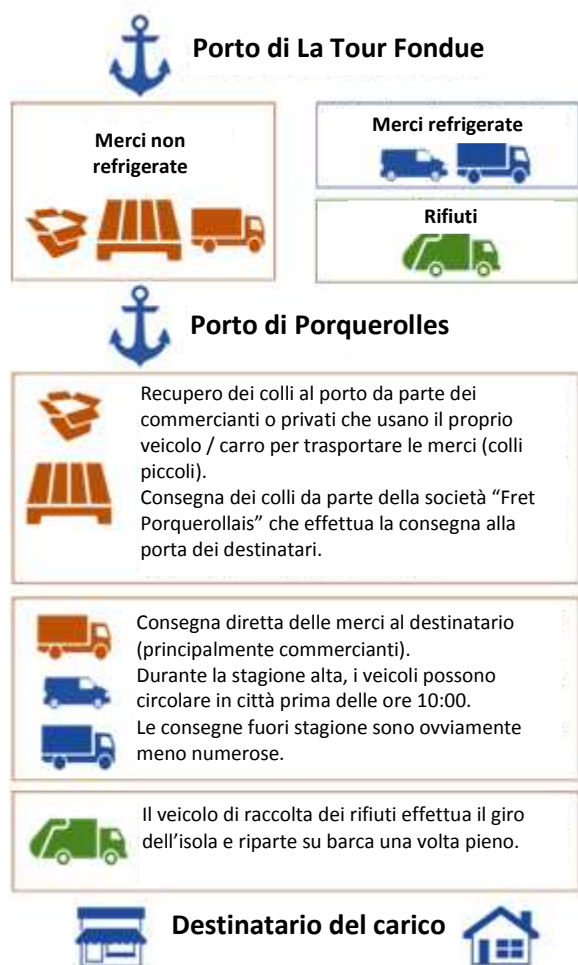 Porto di La Tour Fondue
Merci non
refrigerate
Merci refrigerate
Rifiuti
Porto di Porquerolles
Recupero dei colli al porto da parte dei
commercianti o privati che usano il proprio
veicolo / carro per trasportare le merci (colli
piccoli).
Consegna dei colli da parte della società “Fret
Porquerollais” che effettua la consegna alla
porta dei destinatari.
Consegna diretta delle merci al destinatario
(principalmente commercianti).
Durante la stagione alta, i veicoli possono
circolare in città prima delle ore 10:00.
Le consegne fuori stagione sono ovviamente
meno numerose.
Il veicolo di raccolta dei rifiuti effettua il giro
dell’isola e riparte su barca una volta pieno.
Destinatario del carico